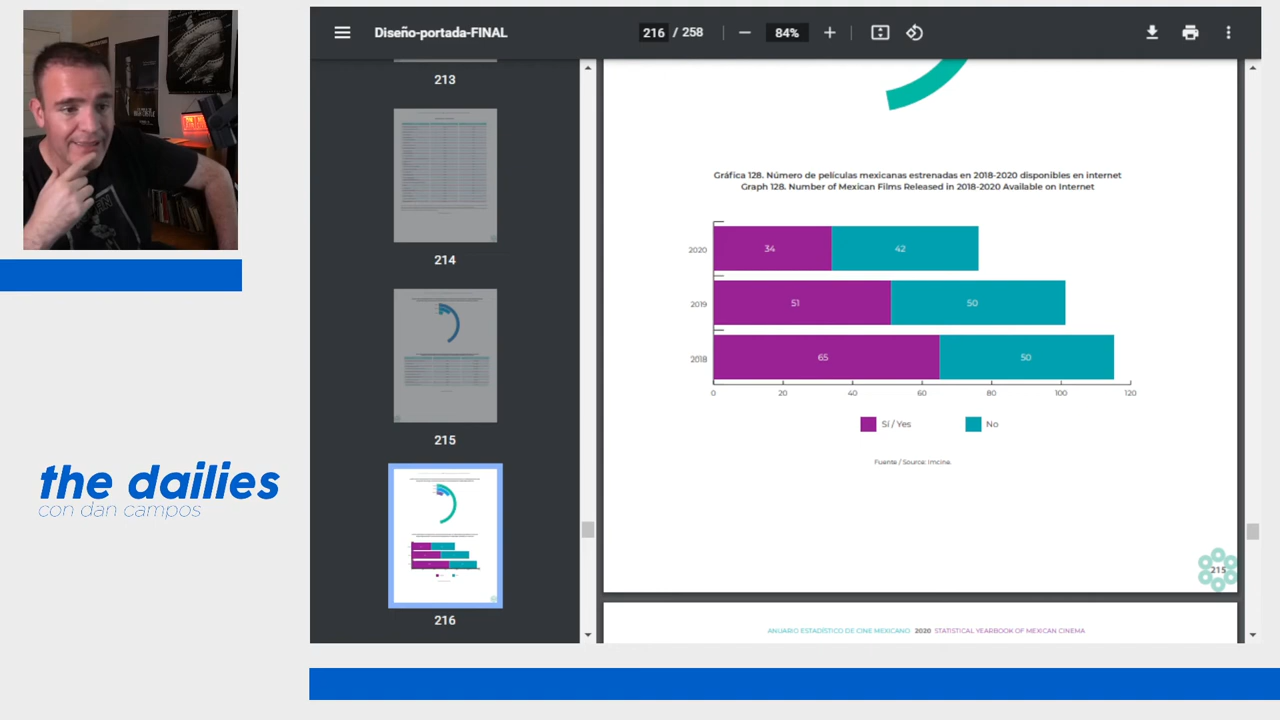 Diseño-portada-FINAL
216 / 258
84%
213
214
215
216
Gráfica 128. Número de películas mexicanas estrenadas en 2018-2020 disponibles en internet
Graph 128. Number of Mexican Films Released in 2018-2020 Available on Internet
2020
34
42
2019
51
50
2018
65
50
0
20
40
60
80
100
120
Sí / Yes
No
Fuente / Source: Imcine.
215
ANUARIO ESTADÍSTICO DE CINE MEXICANO 2020 STATISTICAL YEARBOOK OF MEXICAN CINEMA
the dailies
con dan campos